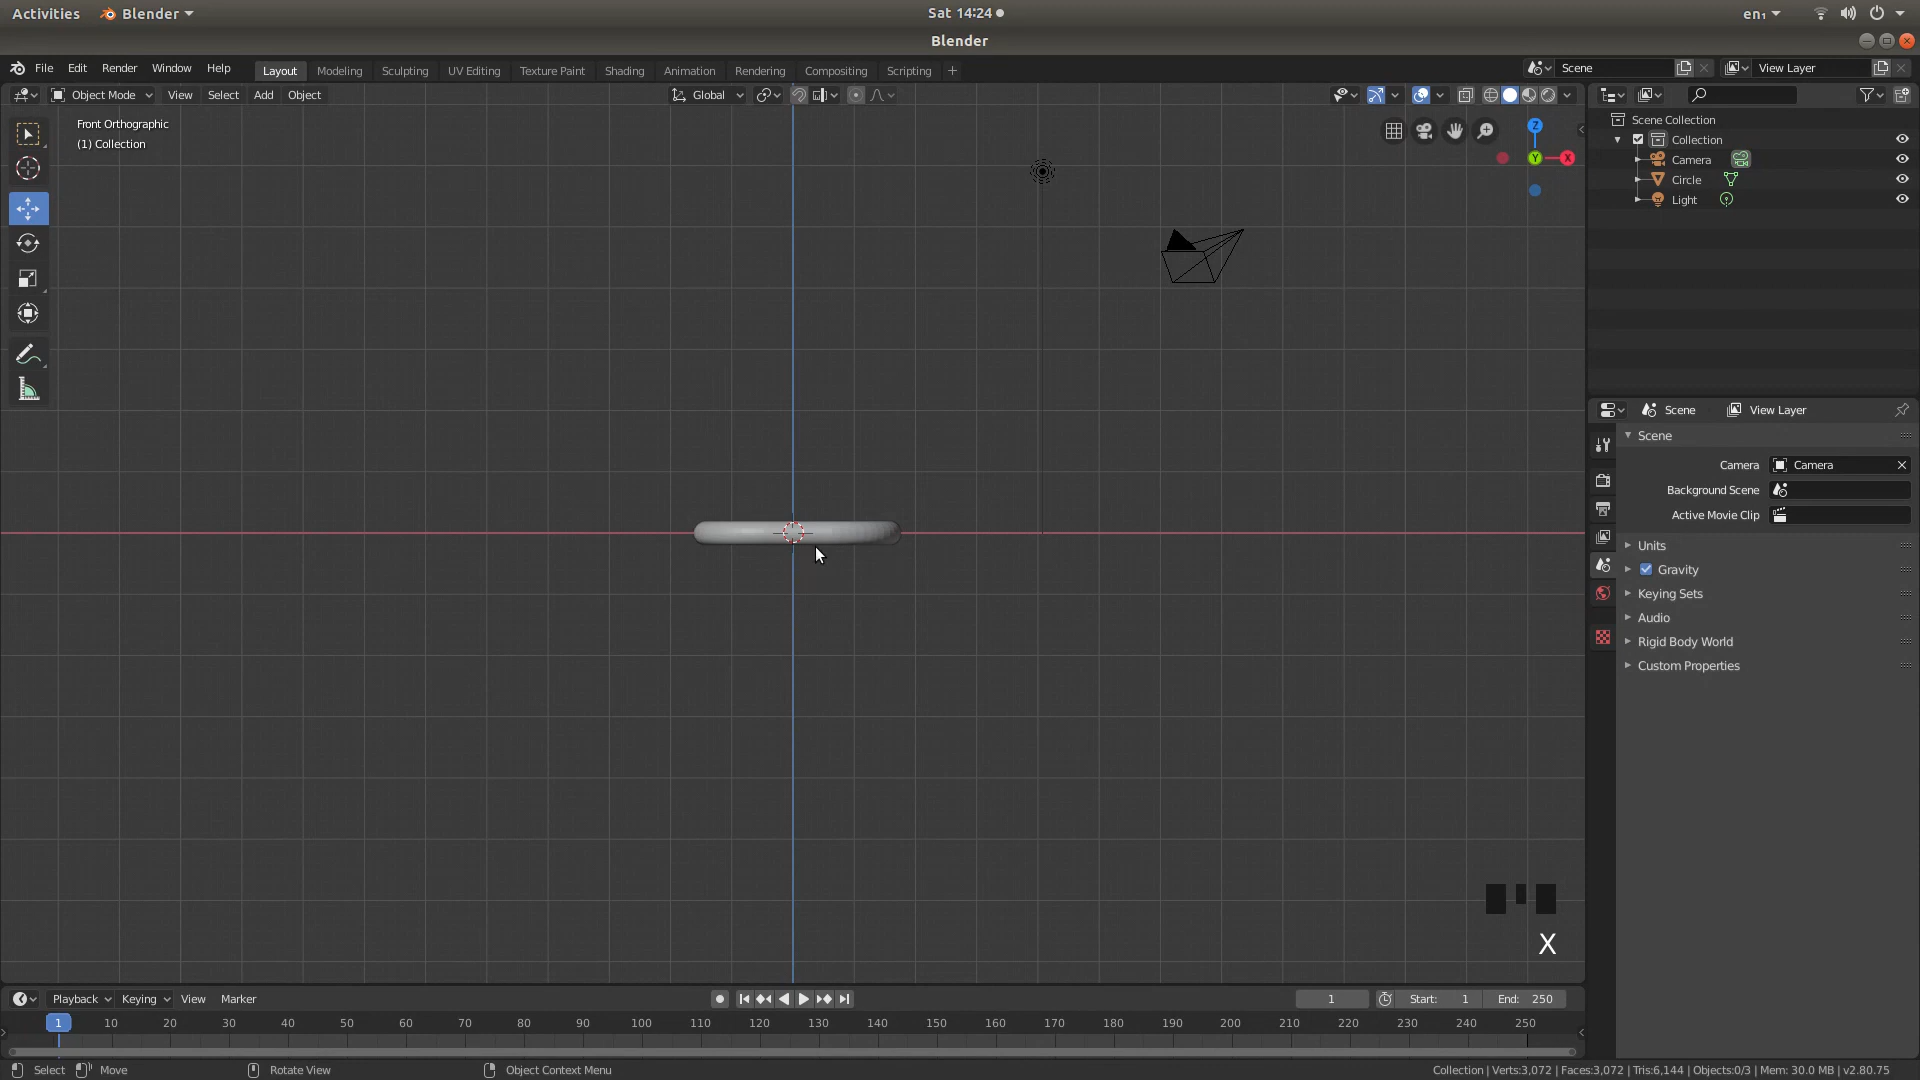 Activities Blender Sat 14:24 en₁
Blender
File Edit Render Window Help Layout Modeling Sculpting UV Editing Texture Paint Shading Animation Rendering Compositing Scripting + Scene View Layer
Object Mode View Select Add Object Global
Front Orthographic
(1) Collection
Z
Y
X
Scene Collection
Collection
Camera
Circle
Light
Scene View Layer
Scene
Camera Camera
Background Scene
Active Movie Clip
Units
Gravity
Keying Sets
Audio
Rigid Body World
Custom Properties
X
Playback Keying View Marker 1 Start: 1 End: 250
1 10 20 30 40 50 60 70 80 90 100 110 120 130 140 150 160 170 180 190 200 210 220 230 240 250
Select Move Rotate View Object Context Menu Collection | Verts:3,072 | Faces:3,072 | Tris:6,144 | Objects:0/3 | Mem: 30.0 MB | v2.80.75